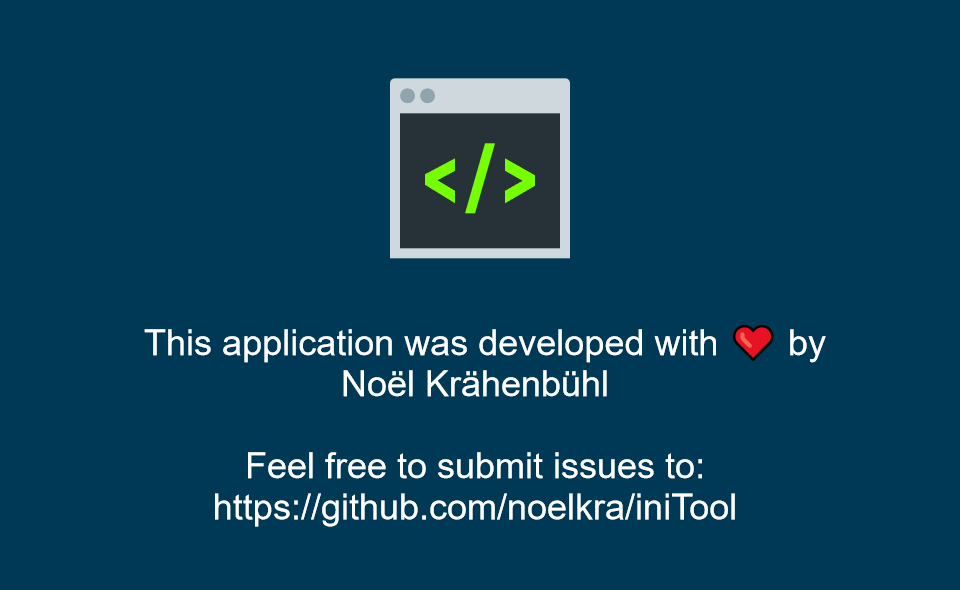 </>
This application was developed with ❤️ by
Noël Krähenbühl
Feel free to submit issues to:
https://github.com/noelkra/iniTool